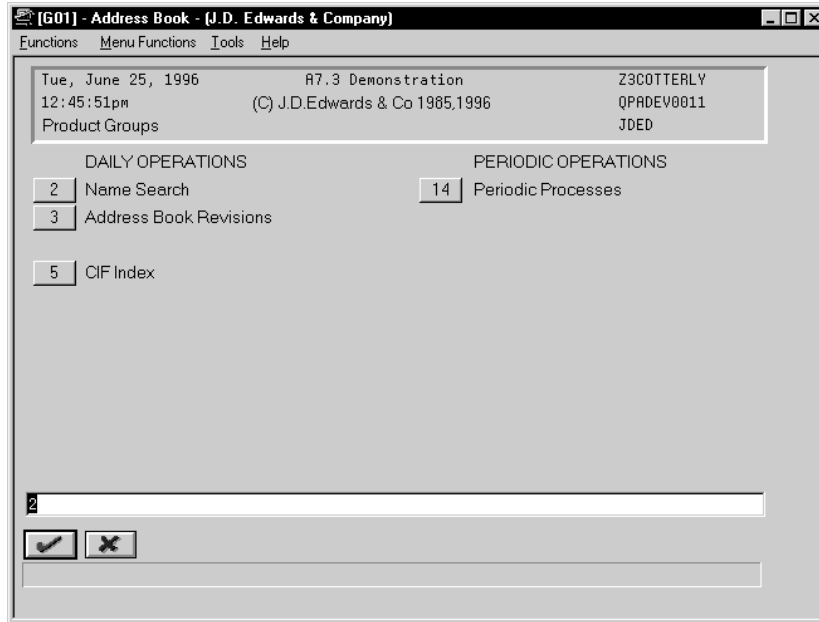 [G01] - Address Book - (J.D. Edwards & Company)
Functions Menu Functions Tools Help
Tue, June 25, 1996 A7.3 Demonstration Z3COTTERLY
12:45:51pm (C) J.D.Edwards & Co 1985,1996 QPADEV0011
Product Groups JDED
DAILY OPERATIONS PERIODIC OPERATIONS
2 Name Search 14 Periodic Processes
3 Address Book Revisions
5 CIF Index
2